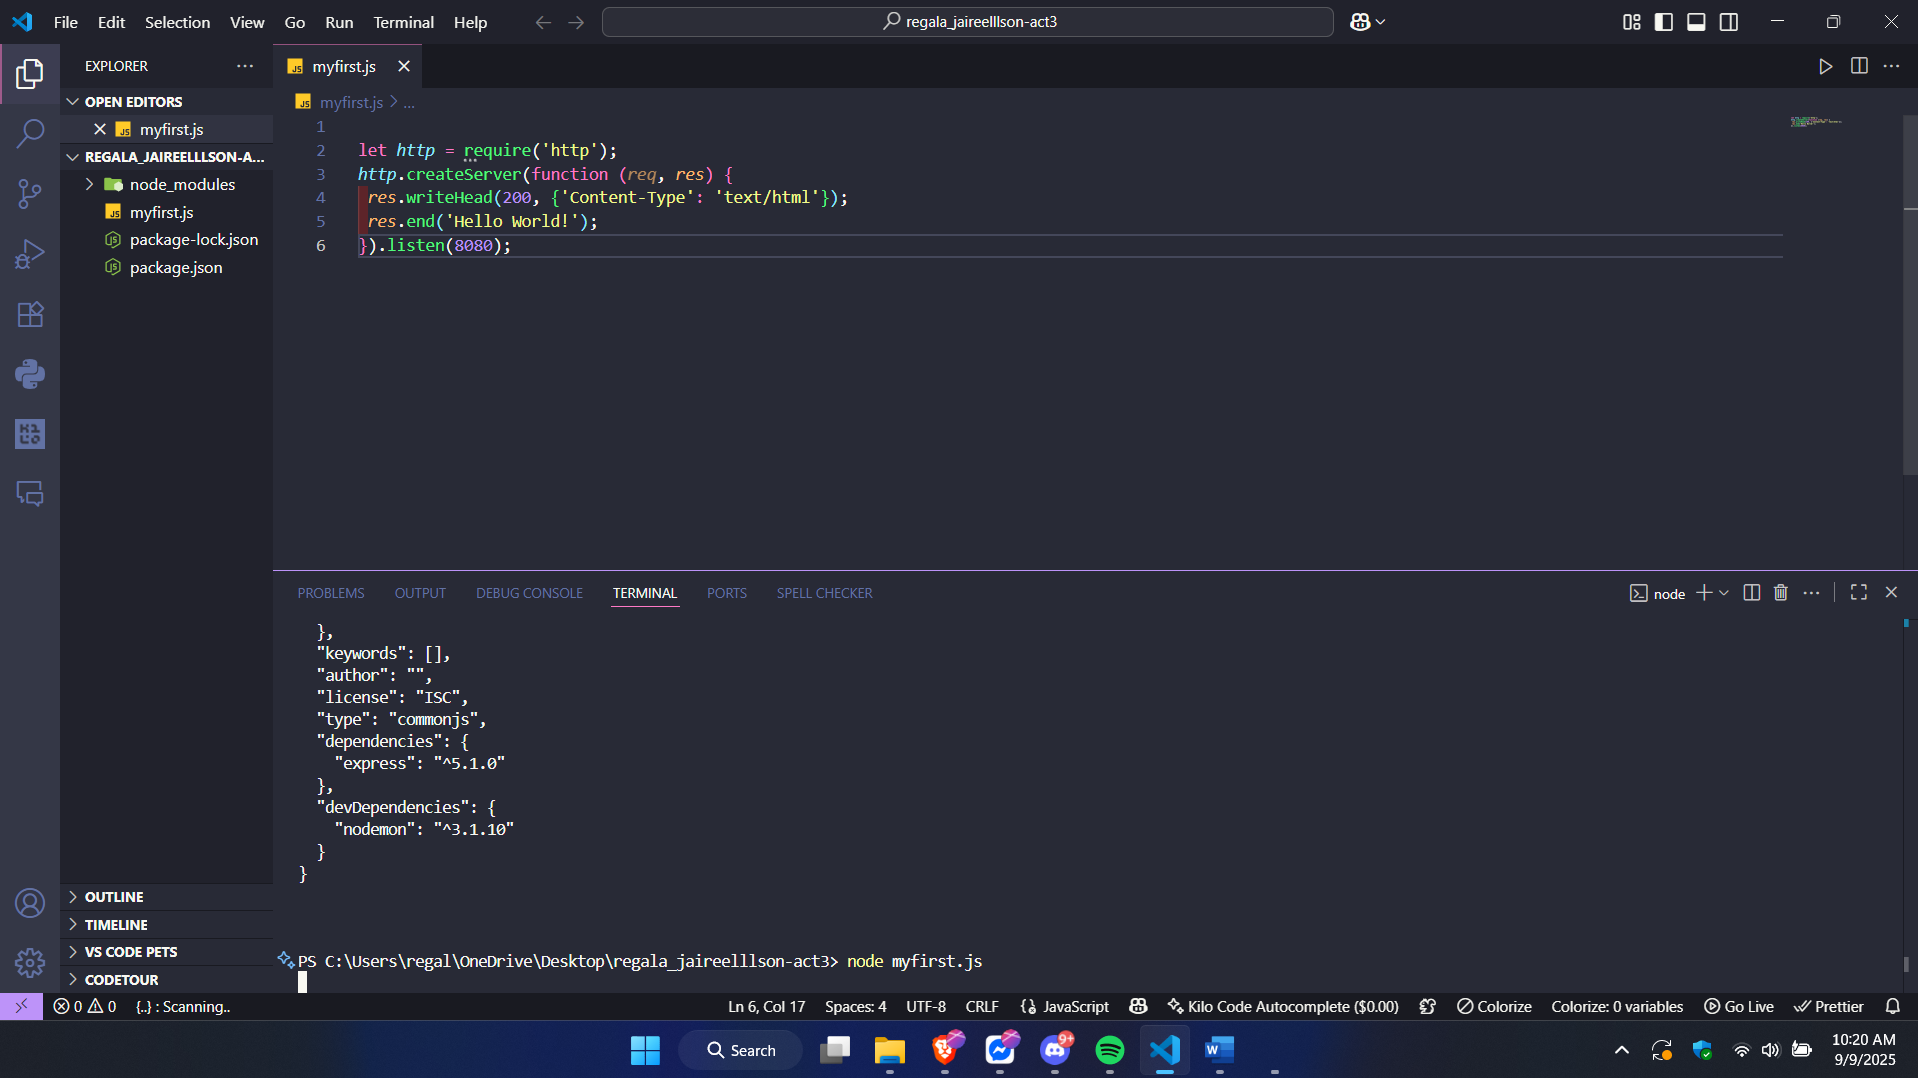 File Edit Selection View Go Run Terminal Help
regala_jaireelllson-act3
EXPLORER
OPEN EDITORS
myfirst.js
REGALA_JAIREELLLSON-A...
node_modules
myfirst.js
package-lock.json
package.json
OUTLINE
TIMELINE
VS CODE PETS
CODETOUR
myfirst.js
myfirst.js > ...
1
2 let http = require('http');
3 http.createServer(function (req, res) {
4 res.writeHead(200, {'Content-Type': 'text/html'});
5 res.end('Hello World!');
6 }).listen(8080);
PROBLEMS OUTPUT DEBUG CONSOLE TERMINAL PORTS SPELL CHECKER
node
},
"keywords": [],
"author": "",
"license": "ISC",
"type": "commonjs",
"dependencies": {
"express": "^5.1.0"
},
"devDependencies": {
"nodemon": "^3.1.10"
}
}
PS C:\Users\regal\OneDrive\Desktop\regala_jaireelllson-act3> node myfirst.js
0 0 {..} : Scanning.. Ln 6, Col 17 Spaces: 4 UTF-8 CRLF {} JavaScript Kilo Code Autocomplete ($0.00) Colorize Colorize: 0 variables Go Live Prettier
Search
9+
10:20 AM
9/9/2025